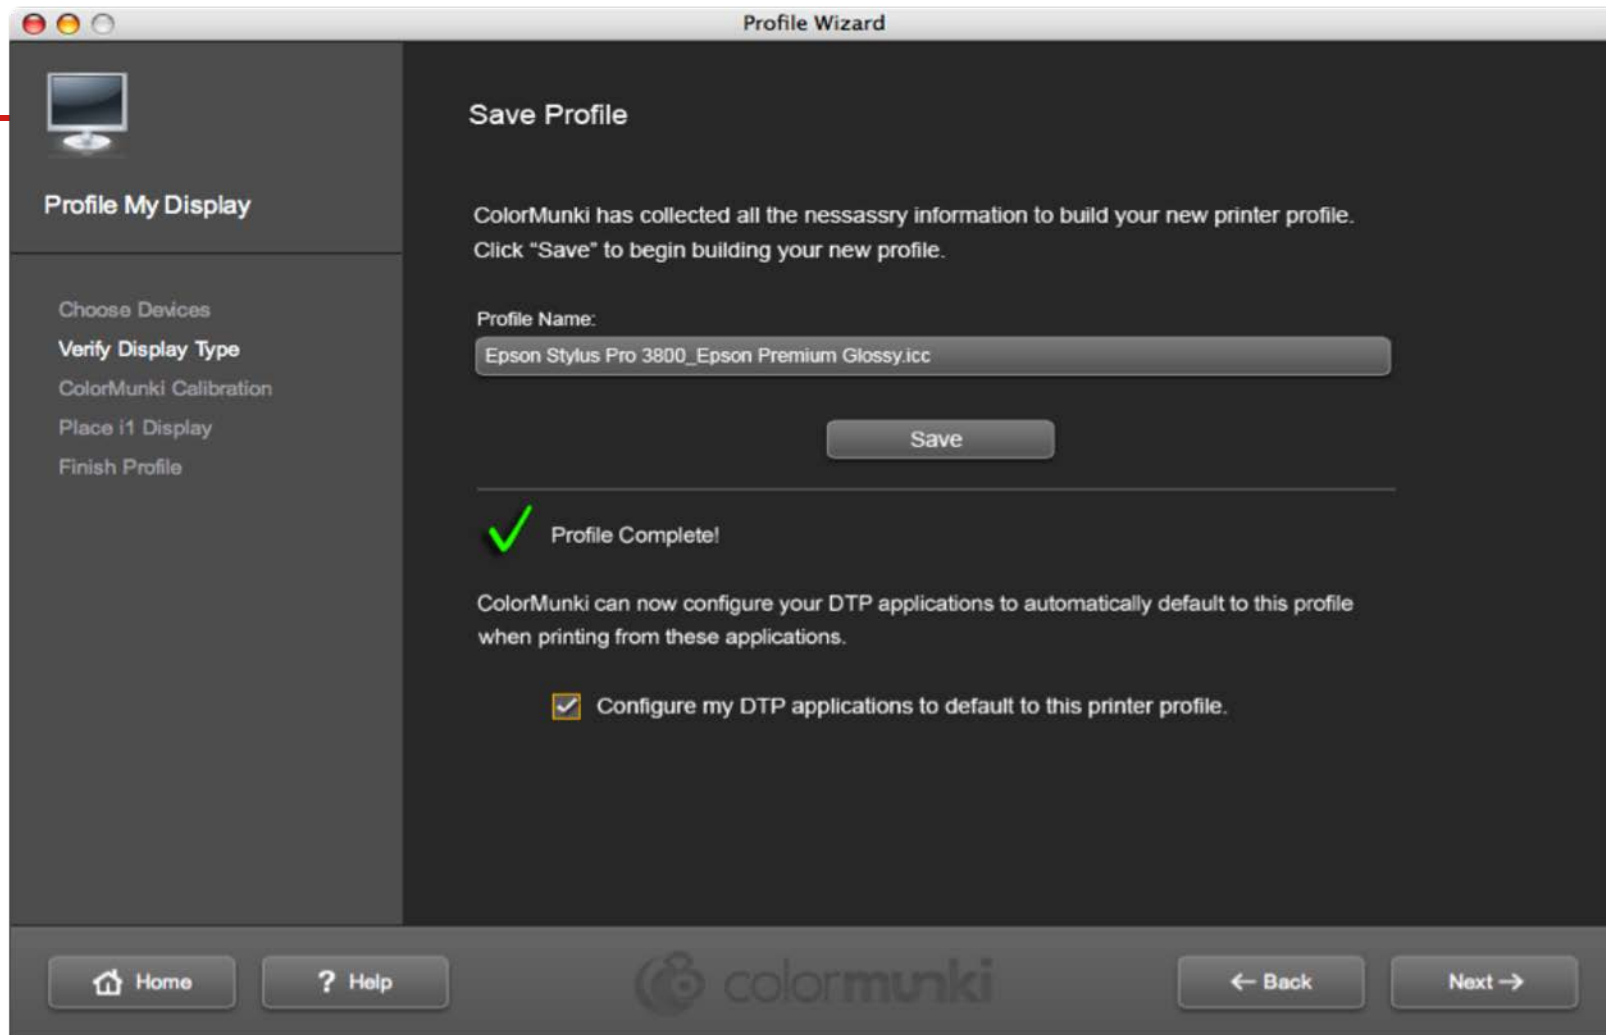 Profile Wizard
Profile My Display
Choose Devices
Verify Display Type
ColorMunki Calibration
Place i1 Display
Finish Profile
Save Profile
ColorMunki has collected all the nessassry information to build your new printer profile.
Click “Save” to begin building your new profile.
Profile Name:
Epson Stylus Pro 3800_Epson Premium Glossy.icc
Save
Profile Complete!
ColorMunki can now configure your DTP applications to automatically default to this profile
when printing from these applications.
Configure my DTP applications to default to this printer profile.
Home
? Help
colormunki
← Back
Next →